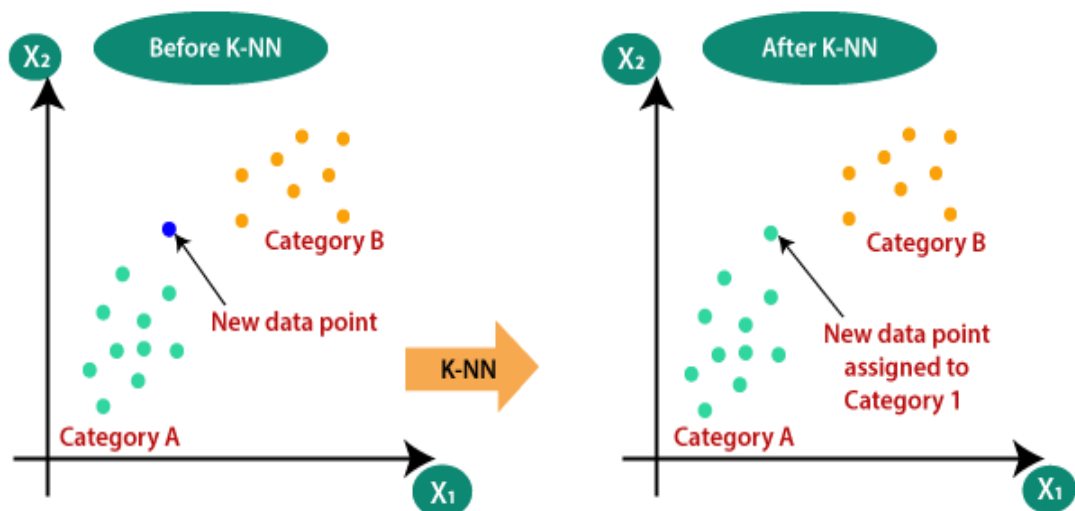 Before K-NN
X₂
Category B
New data point
Category A
X₁
K-NN
After K-NN
X₂
Category B
New data point
assigned to
Category 1
Category A
X₁